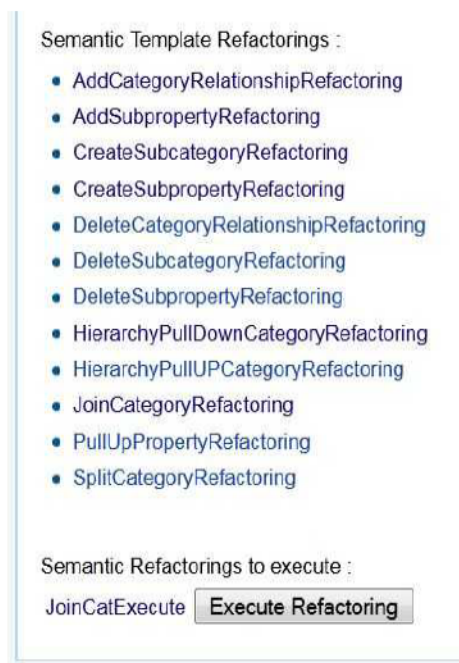 Semantic Template Refactorings :
AddCategoryRelationshipRefactoring
AddSubpropertyRefactoring
CreateSubcategoryRefactoring
CreateSubpropertyRefactoring
DeleteCategoryRelationshipRefactoring
DeleteSubcategoryRefactoring
DeleteSubpropertyRefactoring
HierarchyPullDownCategoryRefactoring
HierarchyPullUPCategoryRefactoring
JoinCategoryRefactoring
PullUpPropertyRefactoring
SplitCategoryRefactoring
Semantic Refactorings to execute :
JoinCatExecute Execute Refactoring